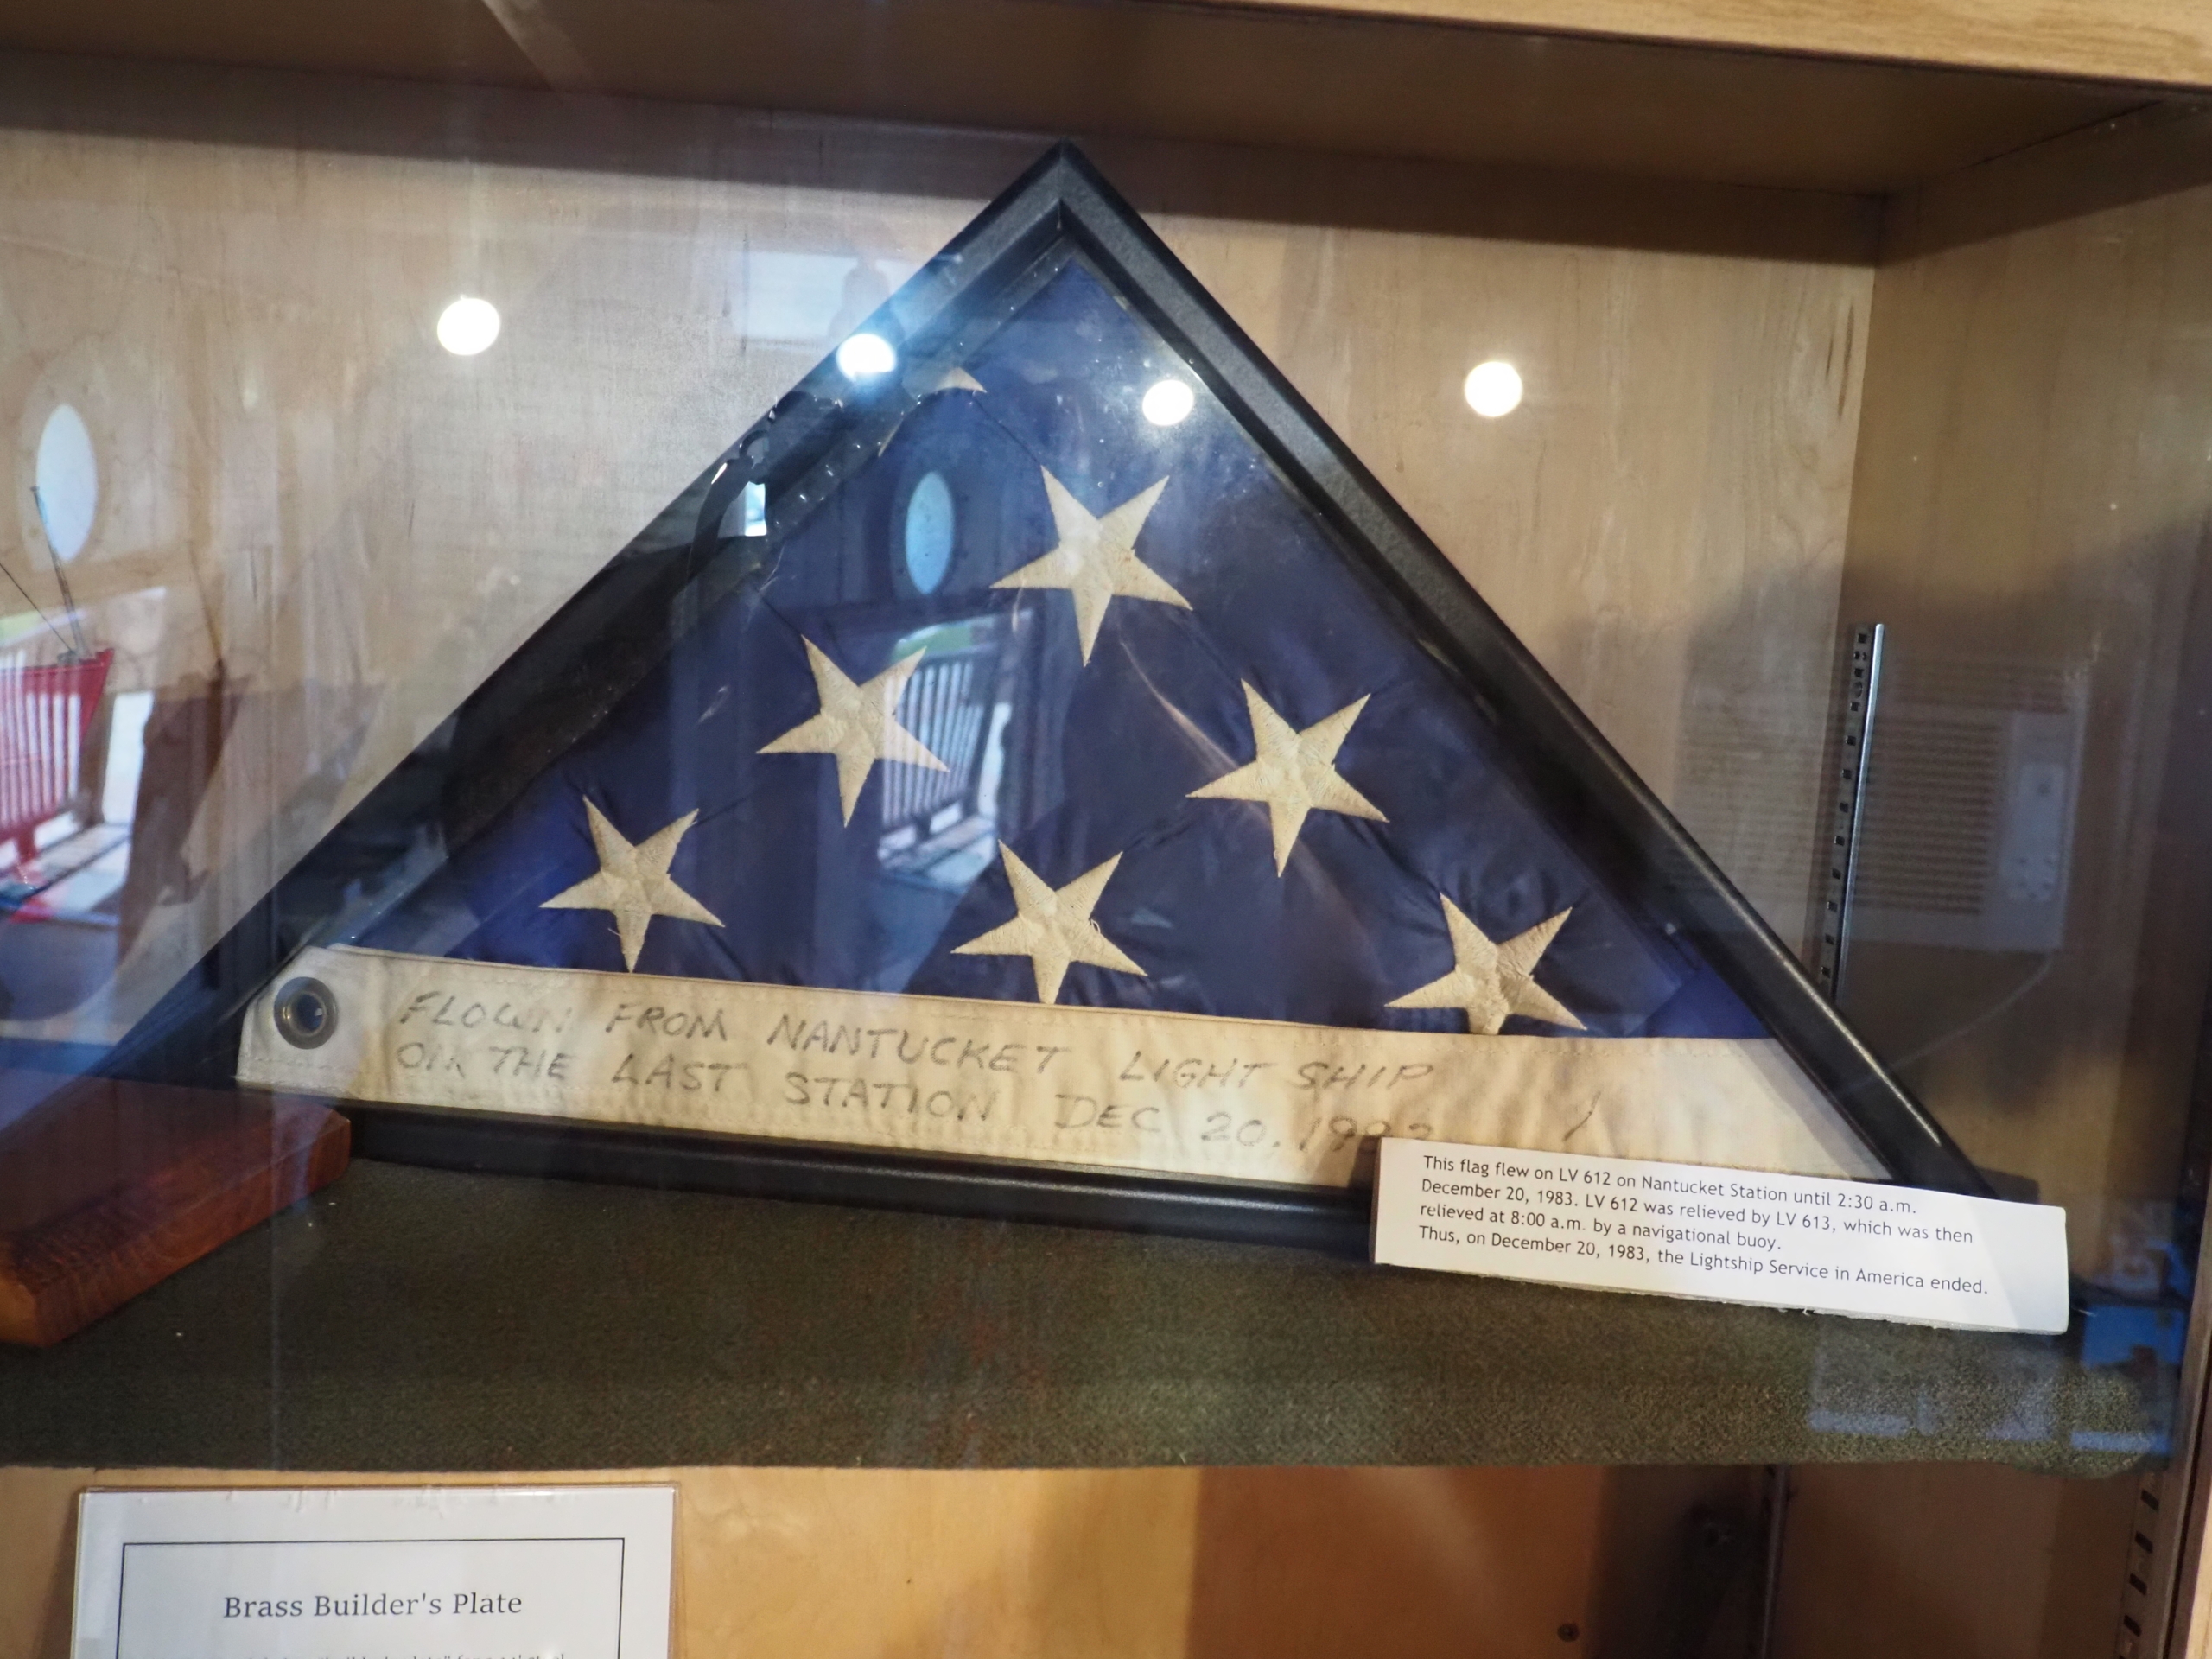 FLOWN FROM NANTUCKET LIGHT SHIP
ON THE LAST STATION DEC 20. 1983
This flag flew on LV 612 on Nantucket Station until 2:30 a.m.
December 20, 1983. LV 612 was relieved by LV 613, which was then
relieved at 8:00 a.m. by a navigational buoy.
Thus, on December 20, 1983, the Lightship Service in America ended.
Brass Builder's Plate